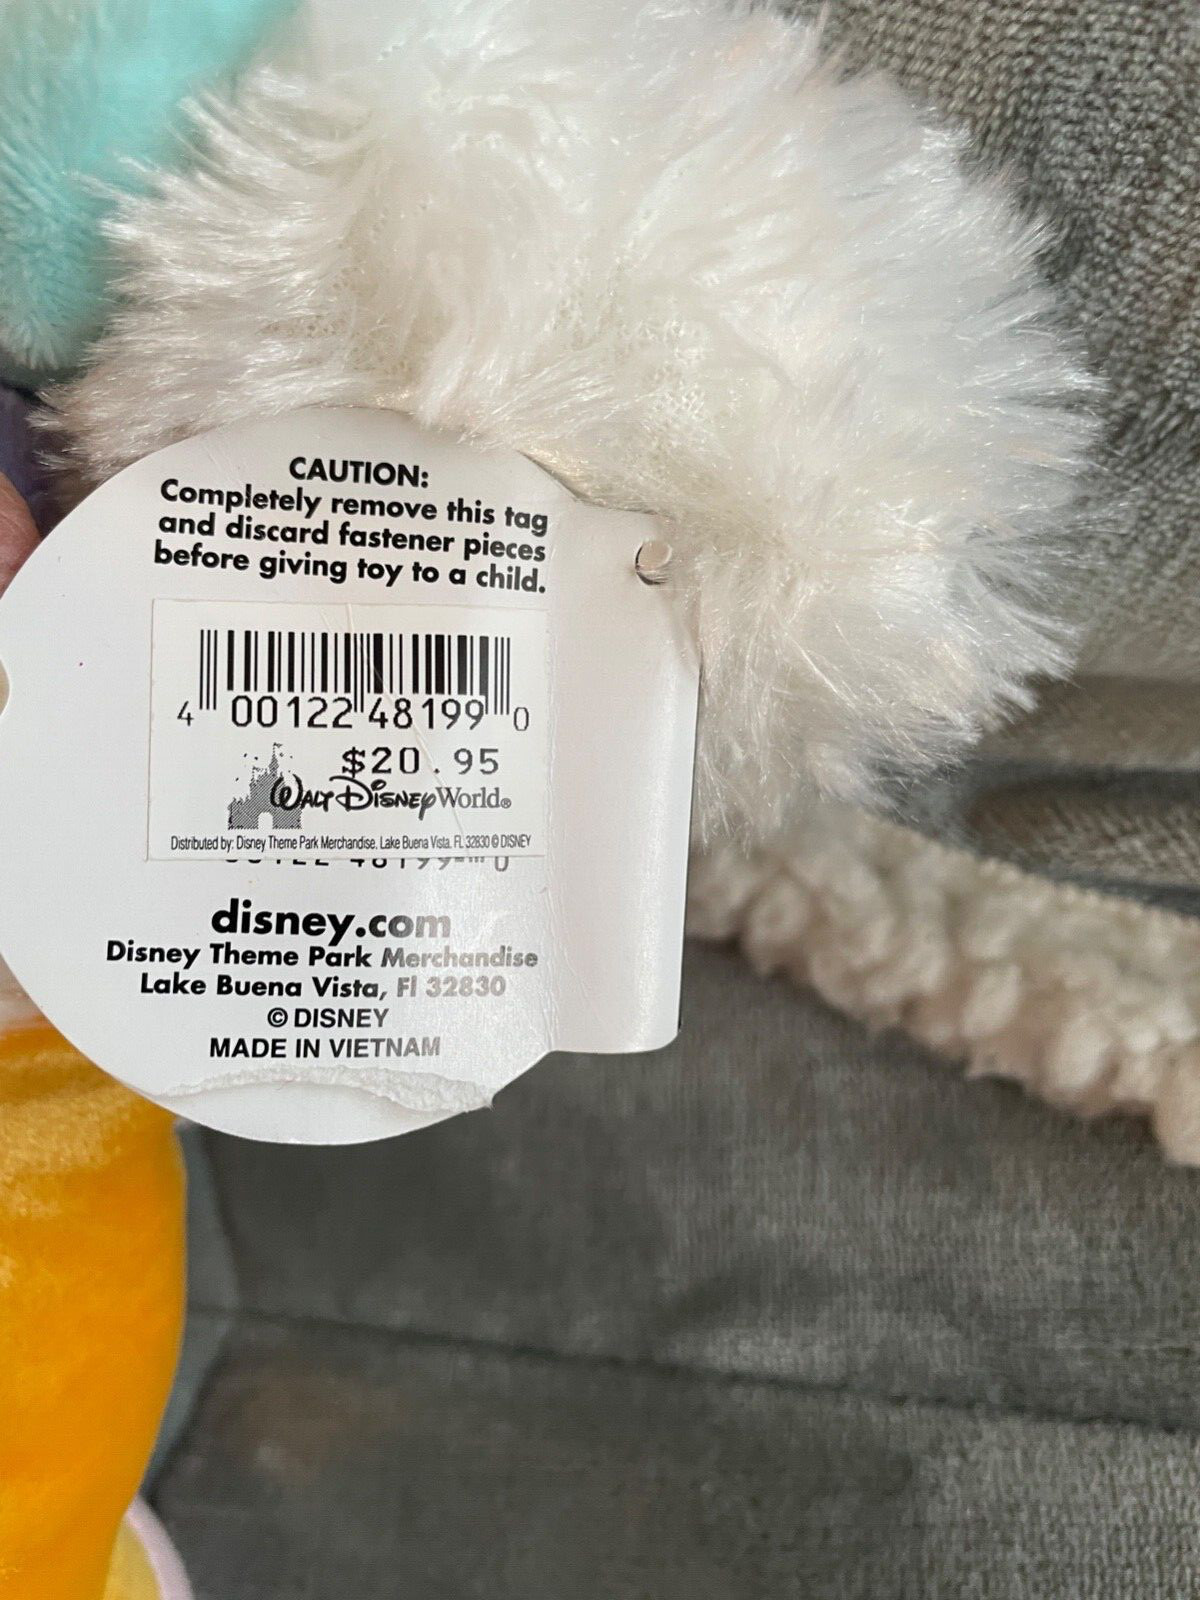 CAUTION:
Completely remove this tag
and discard fastener pieces
before giving toy to a child.
4 00122 48199 0
$20.95
WALT DISNEY World®
Distributed by: Disney Theme Park Merchandise. Lake Buena Vista. FL 32830 © DISNEY
disney.com
Disney Theme Park Merchandise
Lake Buena Vista, Fl 32830
© DISNEY
MADE IN VIETNAM